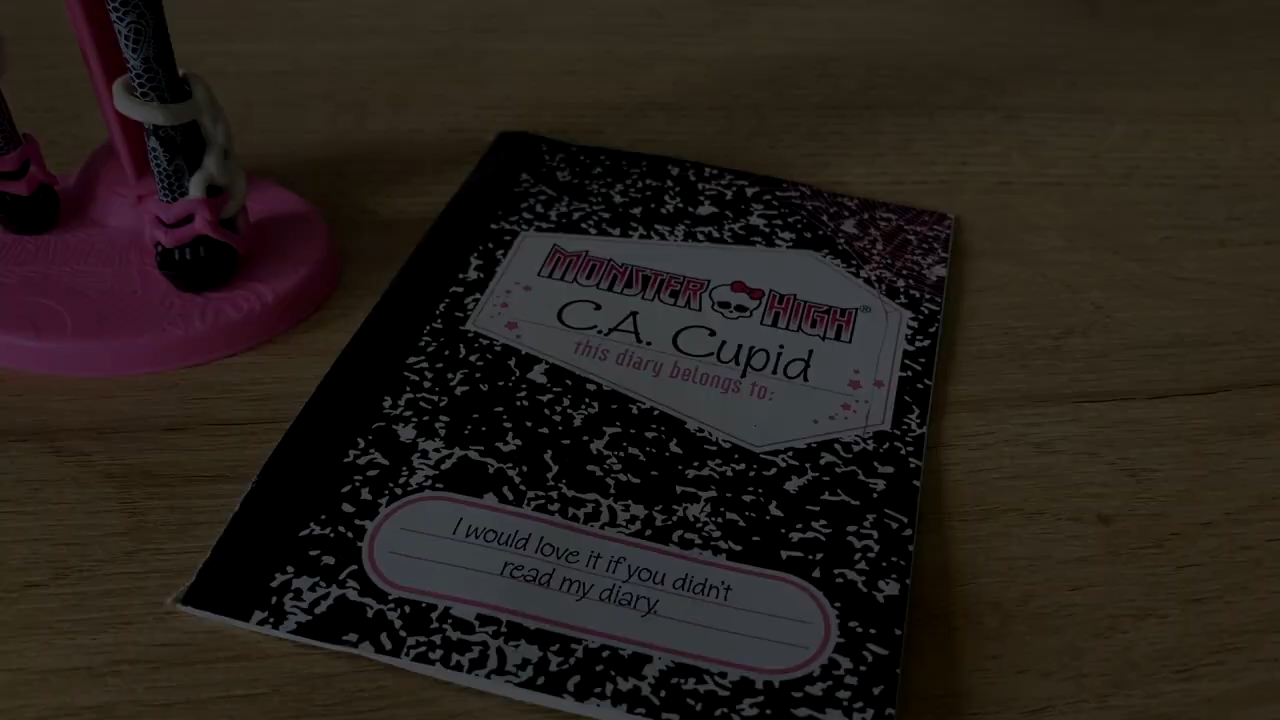 MONSTER HIGH®
C.A. Cupid
this diary belongs to:
I would love it if you didn't
read my diary.